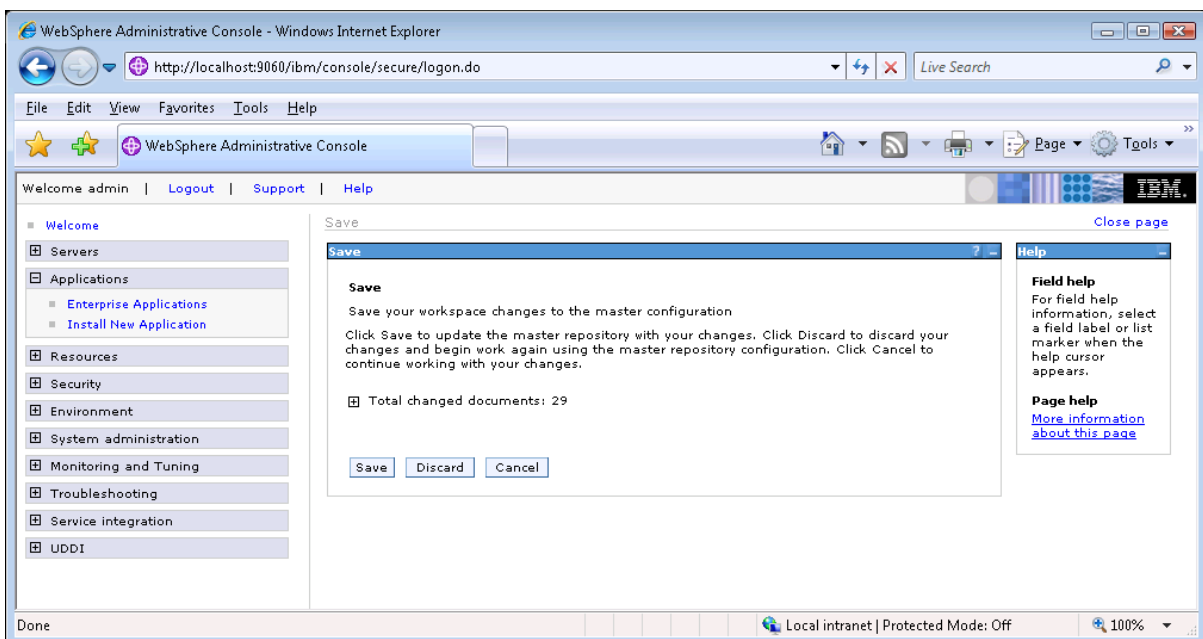 WebSphere Administrative Console - Windows Internet Explorer
http://localhost:9060/ibm/console/secure/logon.do
Live Search
File Edit View Favorites Tools Help
WebSphere Administrative Console
Page Tools
Welcome admin | Logout | Support | Help
IBM.
Welcome
Servers
Applications
Enterprise Applications
Install New Application
Resources
Security
Environment
System administration
Monitoring and Tuning
Troubleshooting
Service integration
UDDI
Save
Close page
Save
? -
Save
Save your workspace changes to the master configuration
Click Save to update the master repository with your changes. Click Discard to discard your
changes and begin work again using the master repository configuration. Click Cancel to
continue working with your changes.
Total changed documents: 29
Save Discard Cancel
Help
Field help
For field help
information, select
a field label or list
marker when the
help cursor
appears.
Page help
More information
about this page
Done
Local intranet | Protected Mode: Off
100%